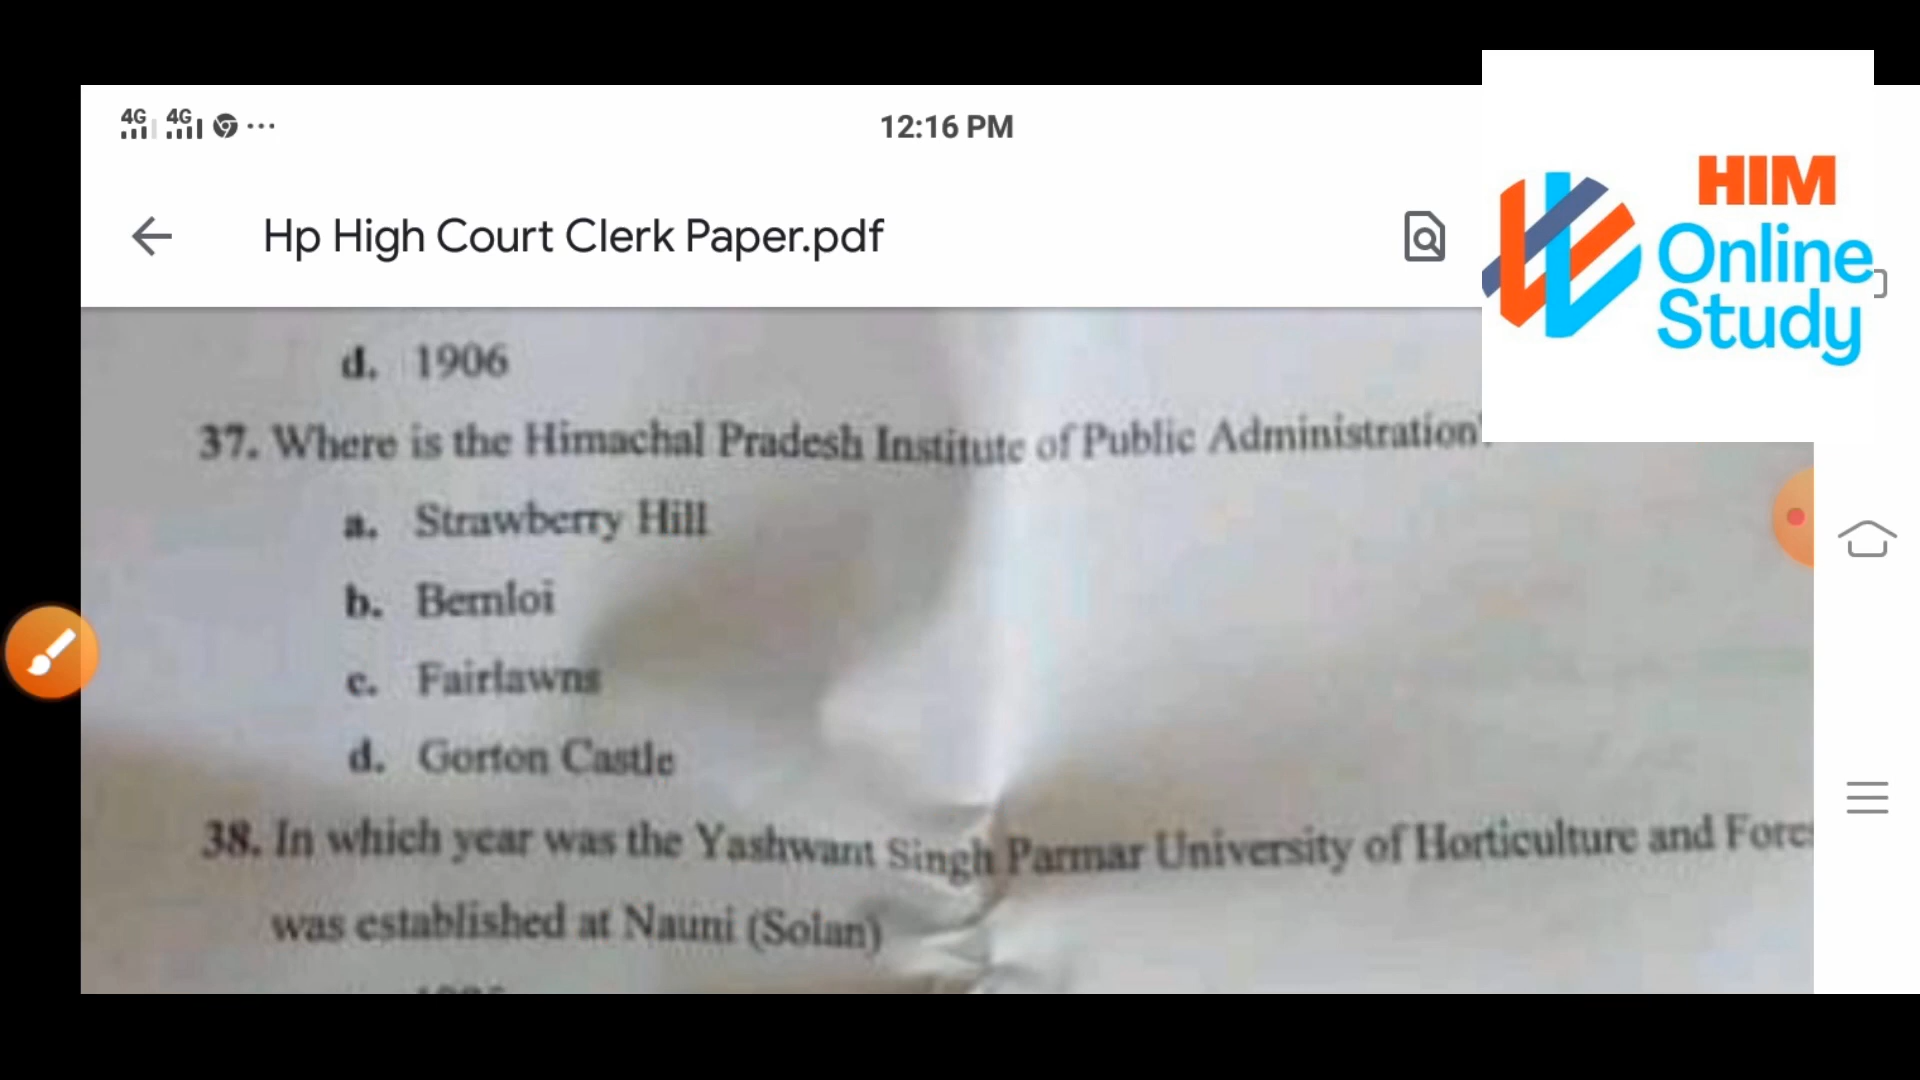 4G 4G ...
12:16 PM
Hp High Court Clerk Paper.pdf
HIM
Online
Study
d. 1906
37. Where is the Himachal Pradesh Institute of Public Administration
a. Strawberry Hill
b. Bemloi
c. Fairlawns
d. Gorton Castle
38. In which year was the Yashwant Singh Parmar University of Horticulture and Fores
was established at Nauni (Solan)